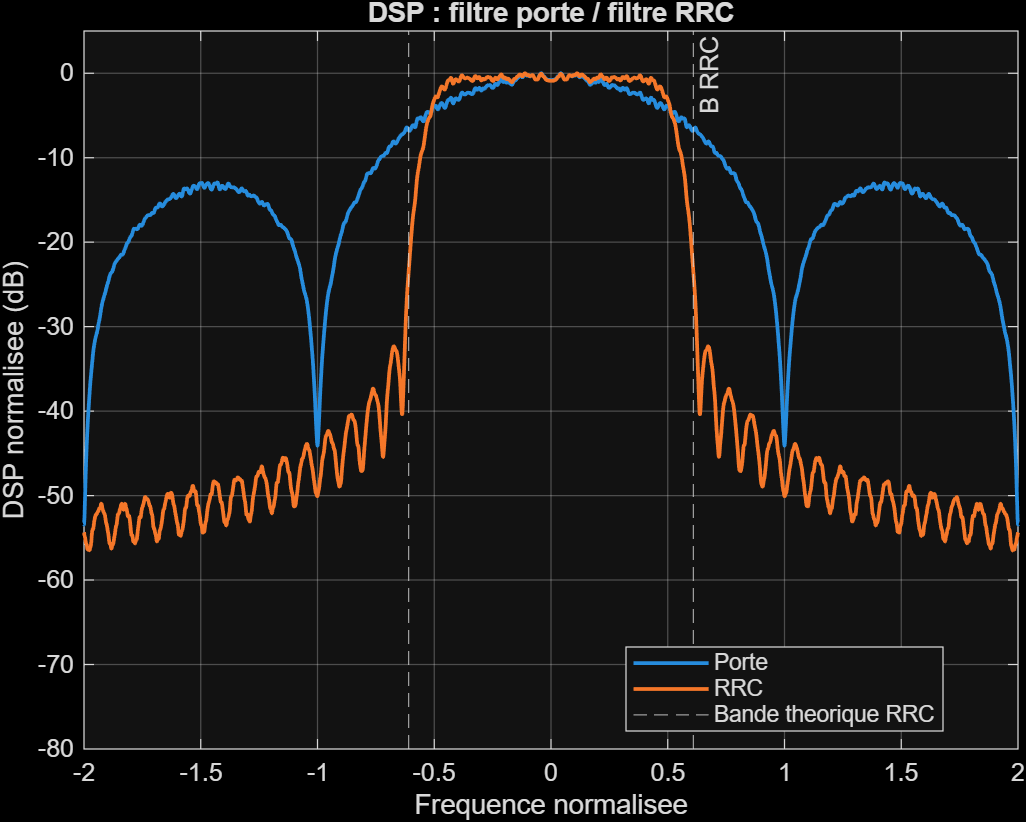 DSP : filtre porte / filtre RRC
B RRC
0
-10
-20
-30
-40
-50
-60
-70
-80
DSP normalisee (dB)
Porte
RRC
Bande theorique RRC
-2 -1.5 -1 -0.5 0 0.5 1 1.5 2
Frequence normalisee